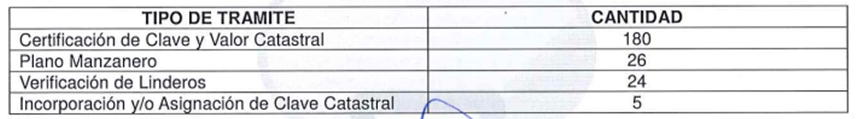 TIPO DE TRAMITE CANTIDAD
Certificación de Clave y Valor Catastral 180
Plano Manzanero 26
Verificación de Linderos 24
Incorporación y/o Asignación de Clave Catastral 5